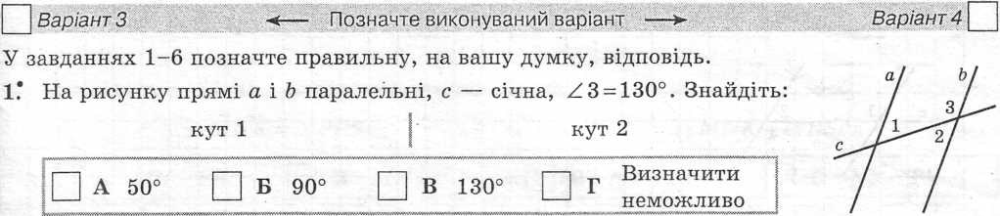 Варіант 3 ← Позначте виконуваний варіант → Варіант 4
У завданнях 1–6 позначте правильну, на вашу думку, відповідь.
1. На рисунку прямі a і b паралельні, c — січна, ∠3=130°. Знайдіть:
кут 1 | кут 2
А 50° Б 90° В 130° Г Визначити
неможливо
a b
3
1 2
c